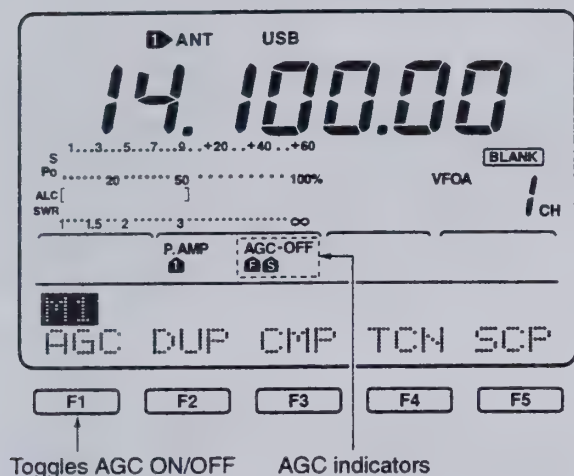 1 ANT USB
14.100.00
S 1...3...5...7...9...+20...+40...+60
Po 20 50 100%
BLANK
VFOA 1 CH
ALC [ ]
SWR 1 1.5 2 3 ∞
P.AMP AGC-OFF
1 F S
M1
AGC DUP CMP TCN SCP
F1 F2 F3 F4 F5
Toggles AGC ON/OFF AGC indicators